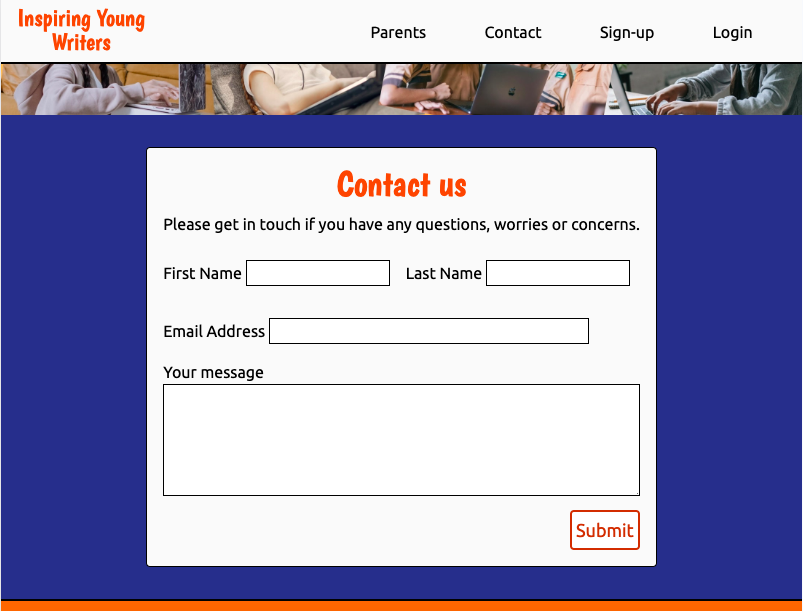 Inspiring Young
Writers
Parents
Contact
Sign-up
Login
Contact us
Please get in touch if you have any questions, worries or concerns.
First Name
Last Name
Email Address
Your message
Submit